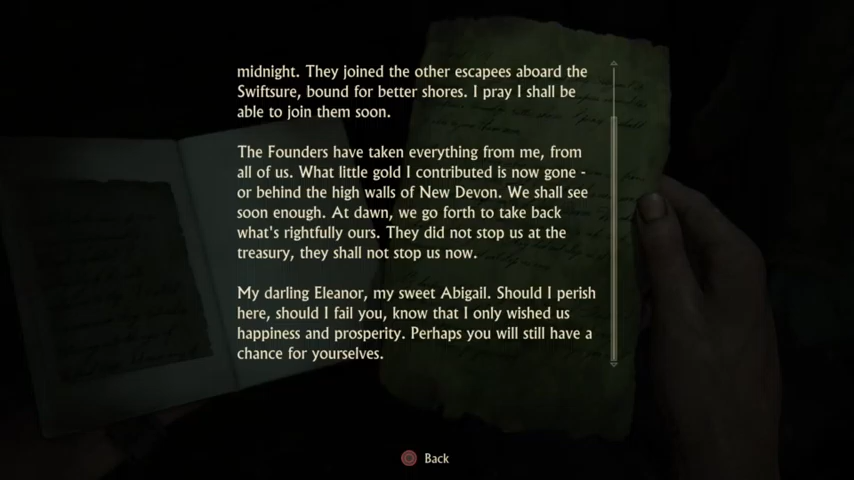 midnight. They joined the other escapees aboard the
Swiftsure, bound for better shores. I pray I shall be
able to join them soon.
The Founders have taken everything from me, from
all of us. What little gold I contributed is now gone -
or behind the high walls of New Devon. We shall see
soon enough. At dawn, we go forth to take back
what's rightfully ours. They did not stop us at the
treasury, they shall not stop us now.
My darling Eleanor, my sweet Abigail. Should I perish
here, should I fail you, know that I only wished us
happiness and prosperity. Perhaps you will still have a
chance for yourselves.
Back